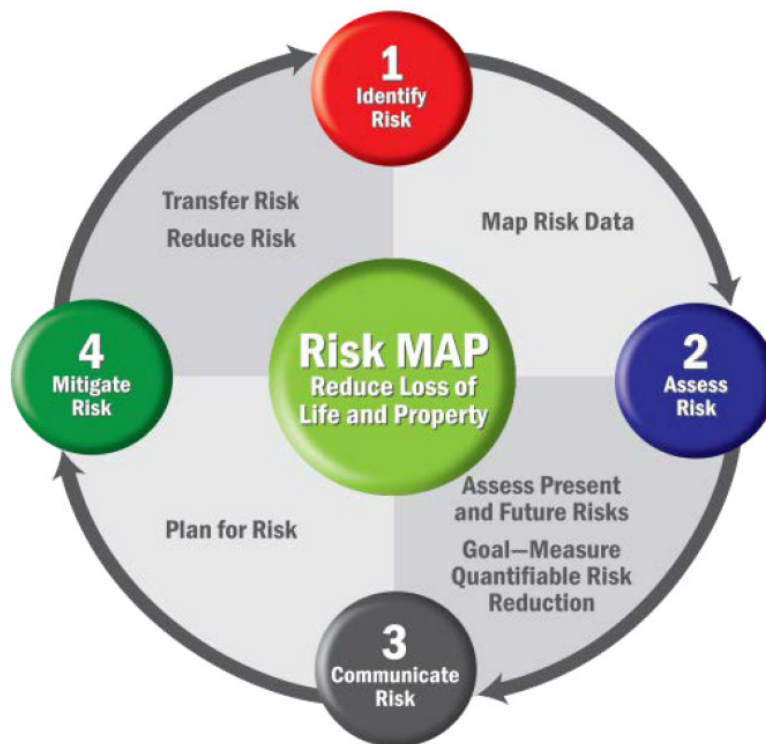 1
Identify
Risk
Transfer Risk
Reduce Risk
Map Risk Data
4
Mitigate
Risk
Risk MAP
Reduce Loss of
Life and Property
2
Assess
Risk
Plan for Risk
Assess Present
and Future Risks
Goal—Measure
Quantifiable Risk
Reduction
3
Communicate
Risk